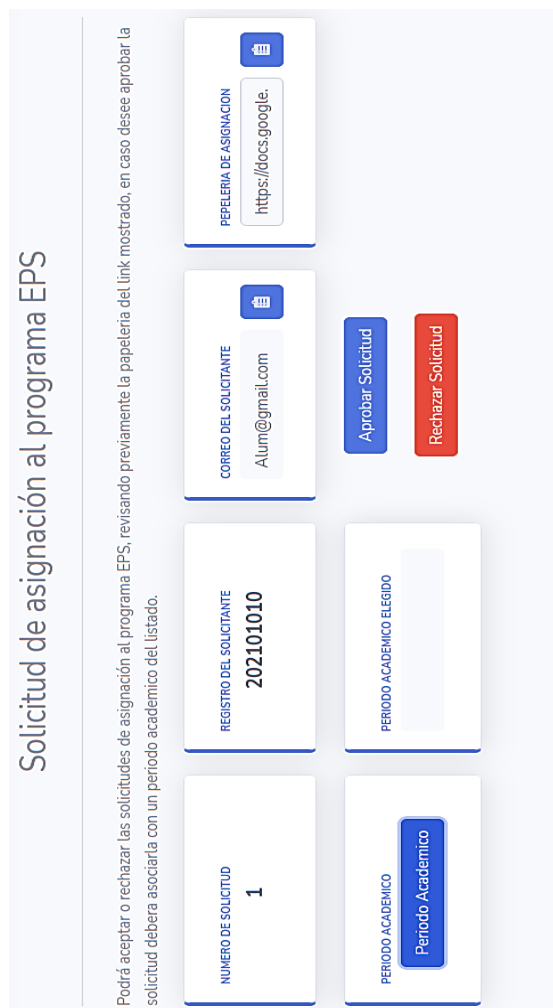 Solicitud de asignación al programa EPS
Podrá aceptar o rechazar las solicitudes de asignación al programa EPS, revisando previamente la papeleria del link mostrado, en caso desee aprobar la
solicitud debera asociarla con un periodo academico del listado.
NUMERO DE SOLICITUD
1
REGISTRO DEL SOLICITANTE
202101010
CORREO DEL SOLICITANTE
Alum@gmail.com
PEPELERIA DE ASIGNACION
https://docs.google.
PERIODO ACADEMICO
Periodo Academico
PERIODO ACADEMICO ELEGIDO
Aprobar Solicitud
Rechazar Solicitud